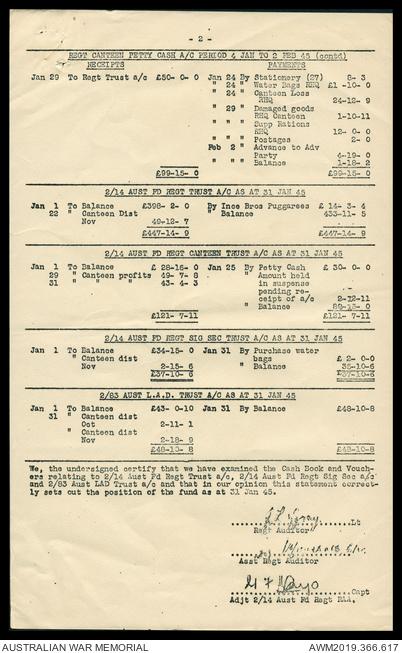 - 2 -
REGT CANTEEN PETTY CASH A/C PERIOD 4 JAN TO 2 FEB 45 (contd)
RECEIPTS PAYMENTS
Jan 29 To Regt Trust a/c £50- 0- 0 Jan 24 By Stationery (27) 8- 3
" 24 " Water Bags RHQ £1 -10- 0
" 24 " Canteen Loss
RHQ 24-12- 9
" 29 " Damaged goods
RHQ Canteen 1-10-11
" " " Supp Rations
RHQ 12- 0- 0
" " " Postages 2- 0
Feb 2 " Advance to Adv
Party 4-19- 0
" " " Balance 1-18- 2
£99-15- 0 £99-15- 0
2/14 AUST FD REGT TRUST A/C AS AT 31 JAN 45
Jan 1 To Balance £398- 2- 0 By Ince Bros Puggarees £ 14- 3- 4
22 " Canteen Dist " Balance 433-11- 5
Nov 49-12- 7
£447-14- 9 £447-14- 9
2/14 AUST FD REGT CANTEEN TRUST A/C AS AT 31 JAN 45
Jan 1 To Balance £ 28-16- 0 Jan 25 By Petty Cash £ 30- 0- 0
29 " Canteen profits 49- 7- 8 " Amount held
31 " " " 43- 4- 3 in suspense
pending re-
ceipt of a/c 2-12-11
" Balance
£121- 7-11 £121- 7-11
2/14 AUST FD REGT SIG SEC TRUST A/C AS AT 31 JAN 45
Jan 1 To Balance £34-15- 0 Jan 31 By Purchase water
" Canteen dist bags £ 2- 0-0
Nov 2-15- 6 " Balance 35-10-6
£37-10- 6 £37-10-6
2/83 AUST L.A.D. TRUST A/C AS AT 31 JAN 45
Jan 1 To Balance £43- 0-10 Jan 31 By Balance £48-10-8
31 " Canteen dist
Oct 2-11- 1
" Canteen dist
Nov 2-18- 9
£48-10- 8 £48-10-8
We, the undersigned certify that we have examined the Cash Book and Vouch-
ers relating to 2/14 Aust Fd Regt Trust a/c, 2/14 Aust Fd Regt Sig Sec a/c
and 2/83 Aust LAD Trust a/c and that in our opinion this statement correct-
ly sets out the position of the fund as at 31 Jan 45.
Lt
Regt Auditor
Asst Regt Auditor
Mayo Capt
Adjt 2/14 Aust Fd Regt RAA.
AUSTRALIAN WAR MEMORIAL AWM2019.366.617